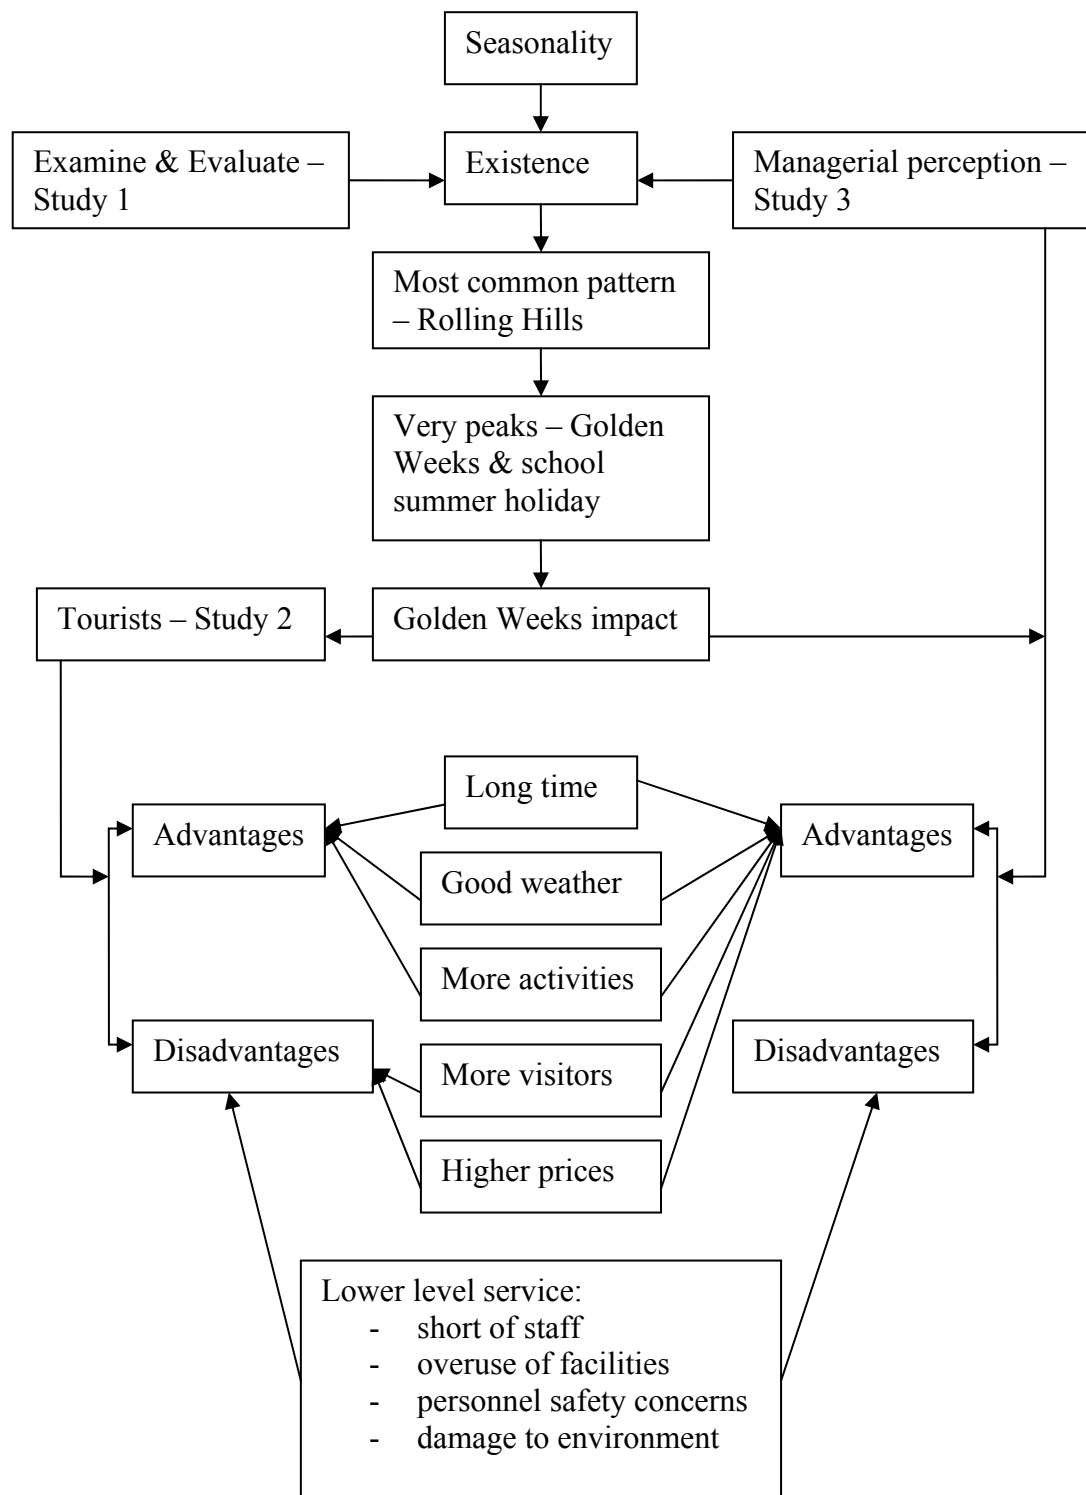 Seasonality
Examine & Evaluate –
Study 1
Existence
Managerial perception –
Study 3
Most common pattern
– Rolling Hills
Very peaks – Golden
Weeks & school
summer holiday
Tourists – Study 2
Golden Weeks impact
Long time
Advantages
Advantages
Good weather
More activities
Disadvantages
More visitors
Disadvantages
Higher prices
Lower level service:
- short of staff
- overuse of facilities
- personnel safety concerns
- damage to environment